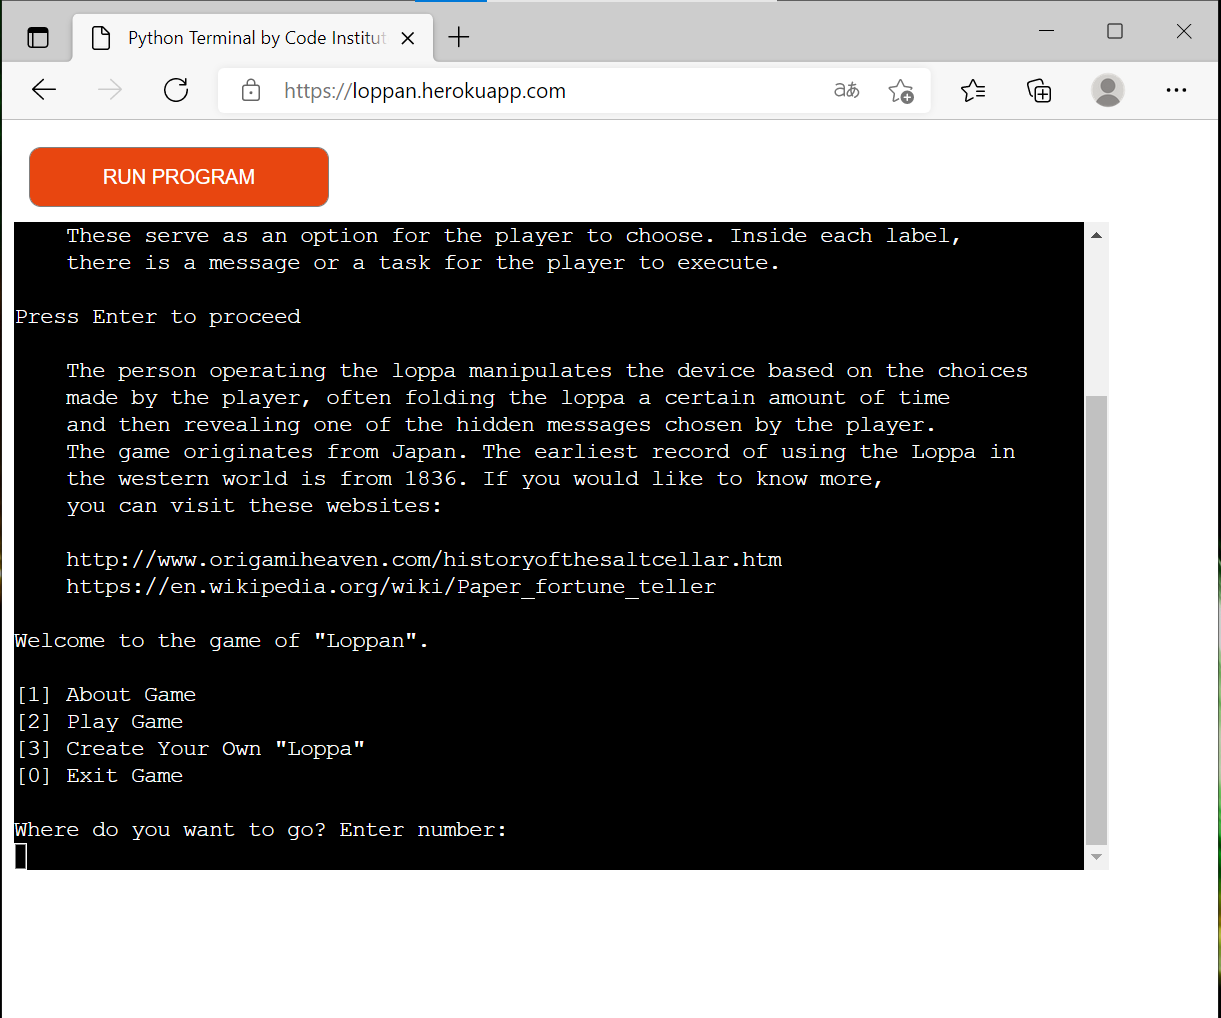 Python Terminal by Code Institut
https://loppan.herokuapp.com
aあ
RUN PROGRAM
These serve as an option for the player to choose. Inside each label,
there is a message or a task for the player to execute.
Press Enter to proceed
The person operating the loppa manipulates the device based on the choices
made by the player, often folding the loppa a certain amount of time
and then revealing one of the hidden messages chosen by the player.
The game originates from Japan. The earliest record of using the Loppa in
the western world is from 1836. If you would like to know more,
you can visit these websites:
http://www.origamiheaven.com/historyofthesaltcellar.htm
https://en.wikipedia.org/wiki/Paper_fortune_teller
Welcome to the game of "Loppan".
[1] About Game
[2] Play Game
[3] Create Your Own "Loppa"
[0] Exit Game
Where do you want to go? Enter number: